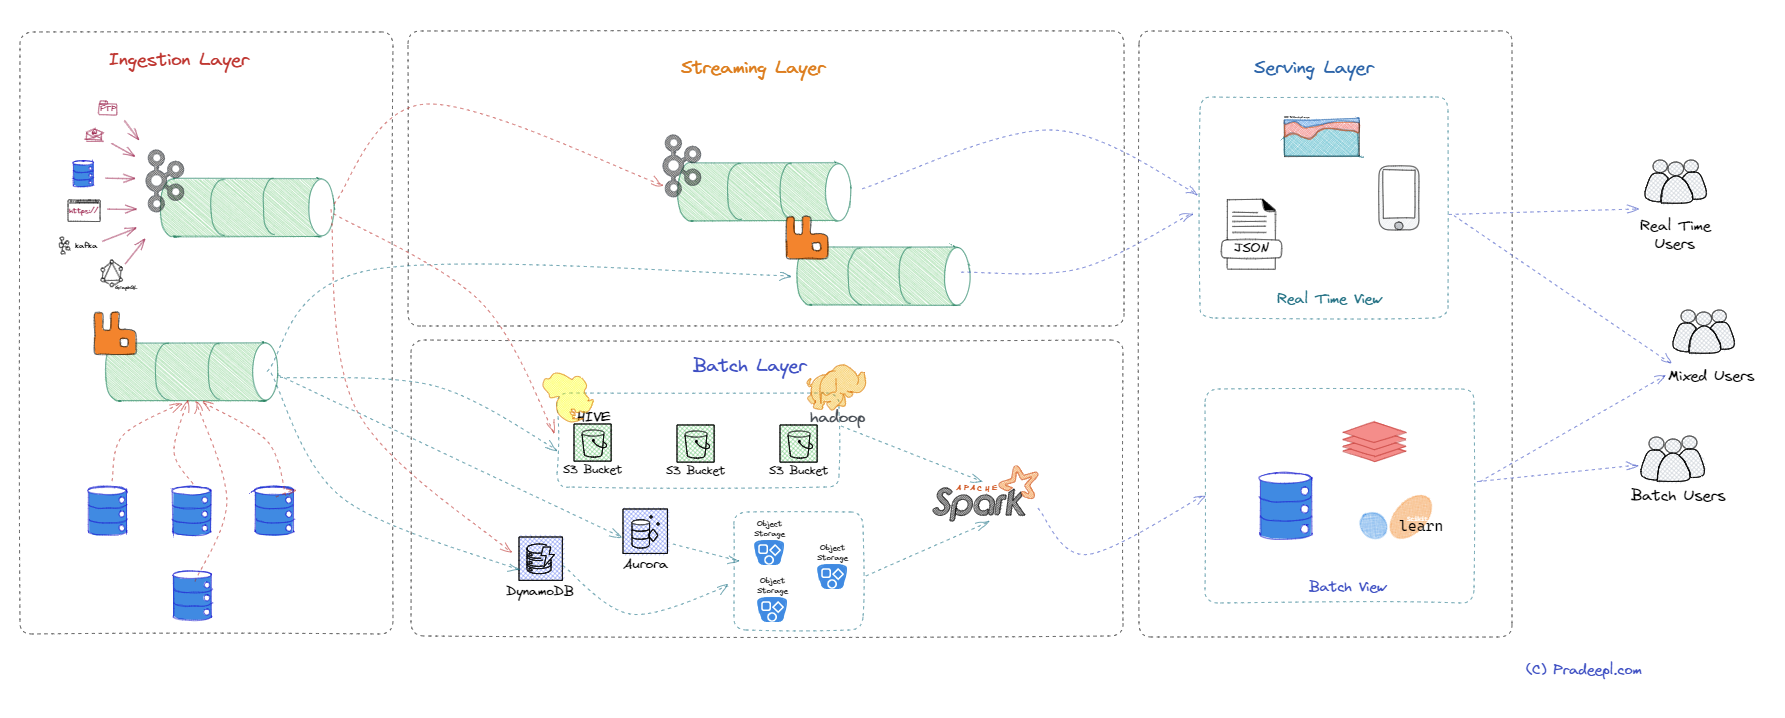 Ingestion Layer
FTP
https://
kafka
GraphQL
Streaming Layer
Batch Layer
HIVE
hadoop
S3 Bucket
S3 Bucket
S3 Bucket
APACHE
Spark
Aurora
DynamoDB
Object
Storage
Object
Storage
Object
Storage
Serving Layer
JSON
Real Time View
learn
Batch View
Real Time
Users
Mixed Users
Batch Users
(C) Pradeepl.com